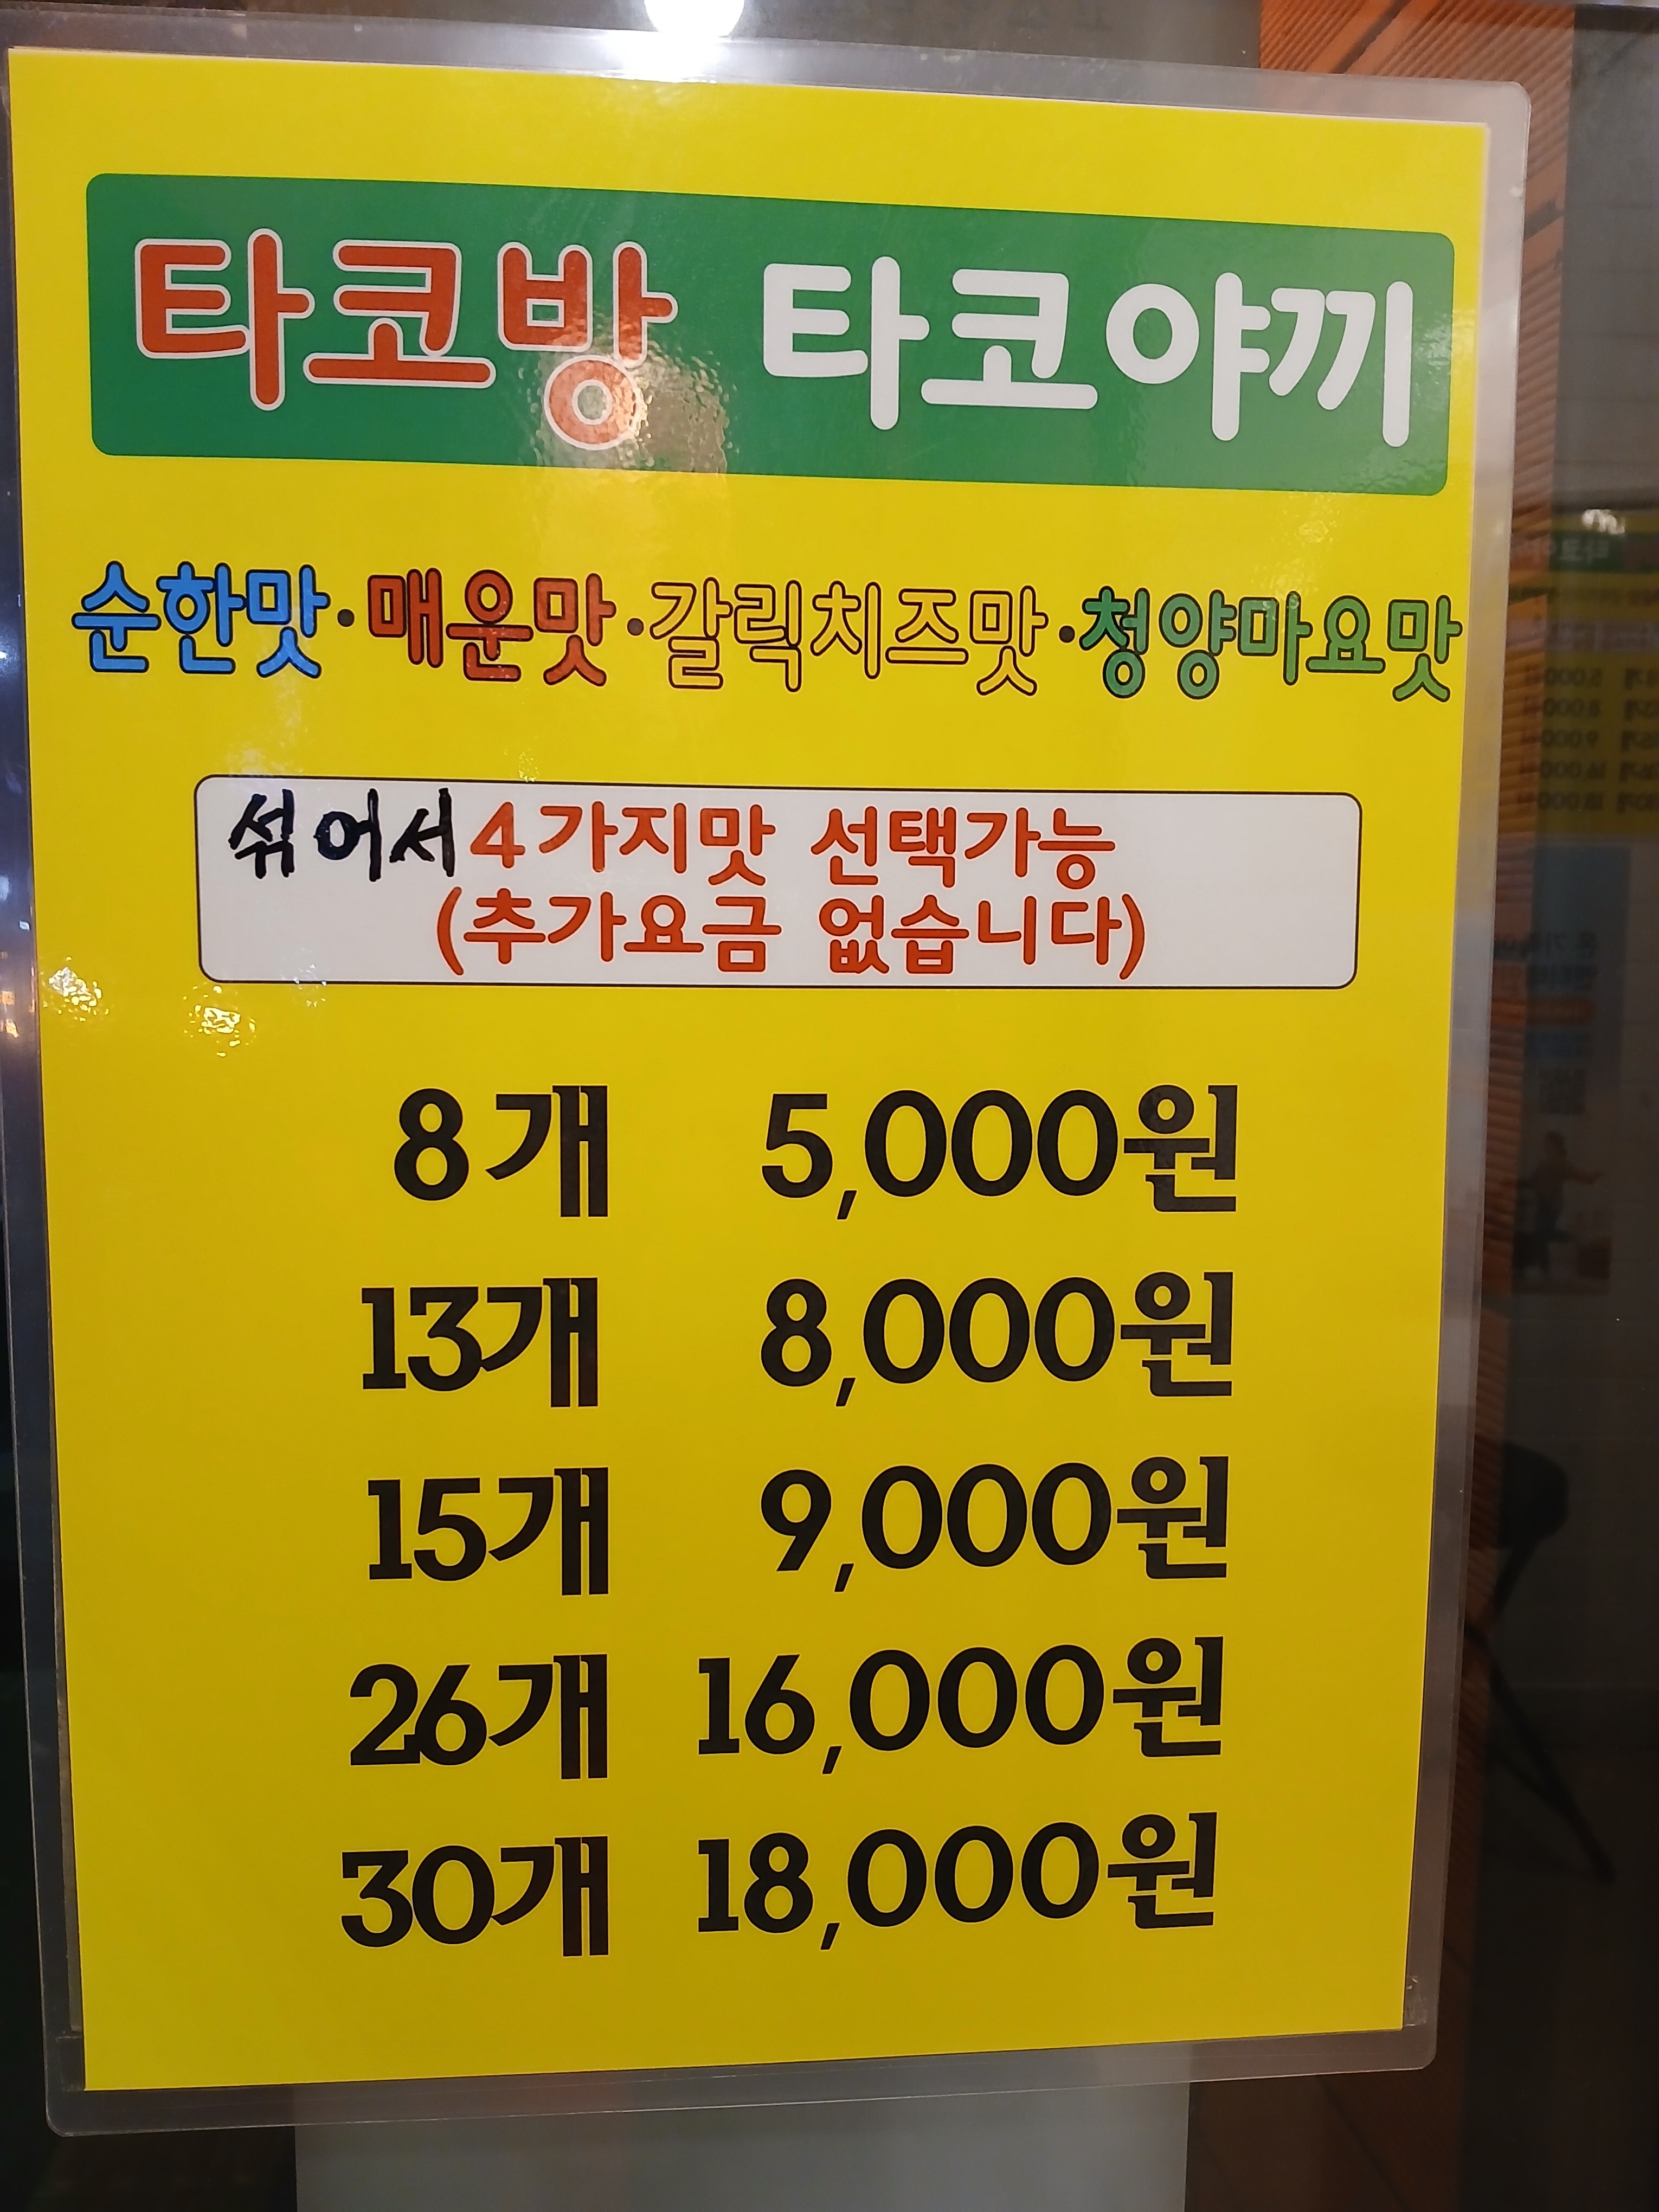 타코방 타코야끼
순한맛·매운맛·갈릭치즈맛·청양마요맛
섞어서 4가지맛 선택가능
(추가요금 없습니다)
8개 5,000원
13개 8,000원
15개 9,000원
26개 16,000원
30개 18,000원